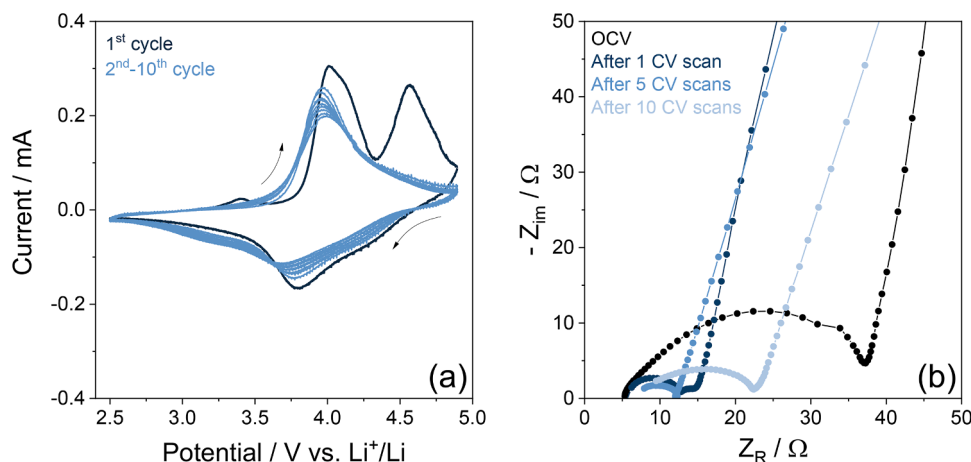 0.4
0.2
0.0
-0.2
-0.4
Current / mA
1st cycle
2nd-10th cycle
(a)
2.5 3.0 3.5 4.0 4.5 5.0
Potential / V vs. Li+/Li
50
40
30
20
10
0
- Zim / Ω
OCV
After 1 CV scan
After 5 CV scans
After 10 CV scans
(b)
0 10 20 30 40 50
ZR / Ω